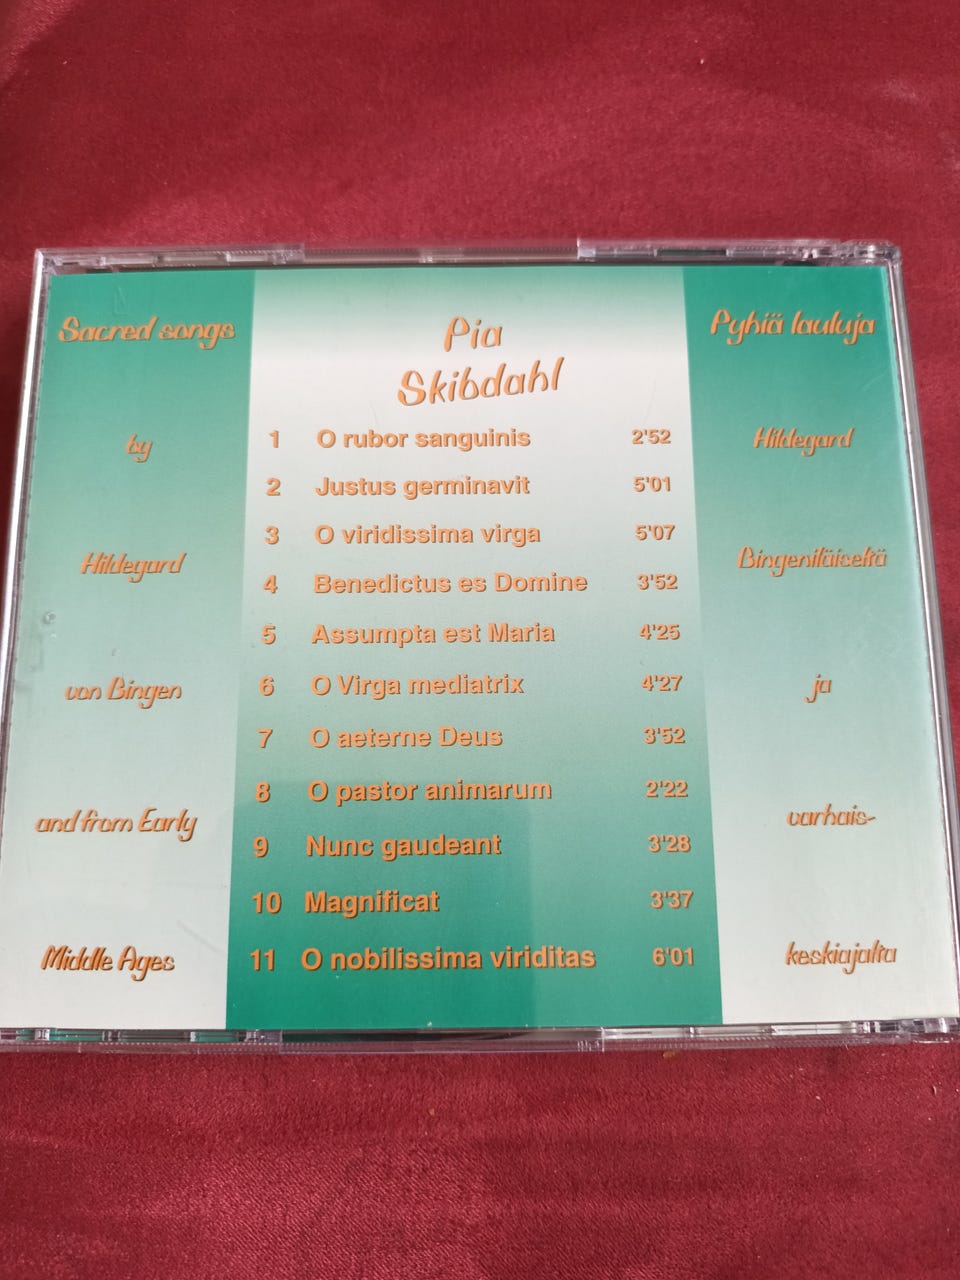 Sacred songs
by
Hildegard
von Bingen
and from Early
Middle Ages
Pia
Skibdahl
1 O rubor sanguinis 2'52
2 Justus germinavit 5'01
3 O viridissima virga 5'07
4 Benedictus es Domine 3'52
5 Assumpta est Maria 4'25
6 O Virga mediatrix 4'27
7 O aeterne Deus 3'52
8 O pastor animarum 2'22
9 Nunc gaudeant 3'28
10 Magnificat 3'37
11 O nobilissima viriditas 6'01
Pyhiä lauluja
Hildegard
Bingeniläiseltä
ja
varhais-
keskiajalta